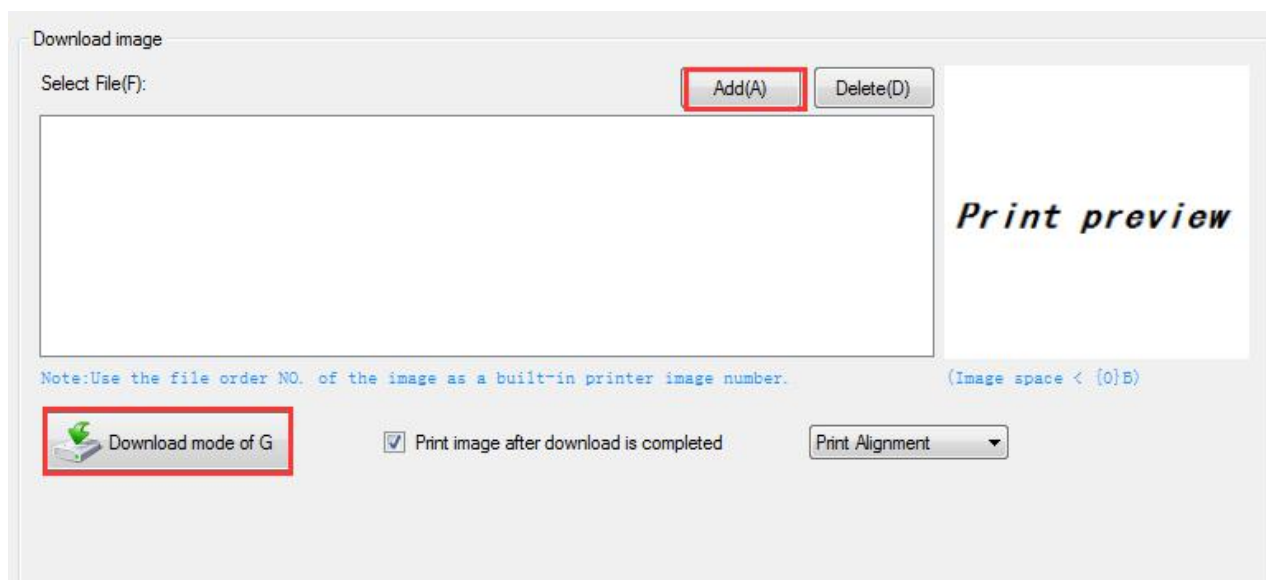 Download image
Select File(F):
Add(A)
Delete(D)
Print preview
Note:Use the file order NO. of the image as a built-in printer image number.
(Image space < {0}B)
Download mode of G
Print image after download is completed
Print Alignment